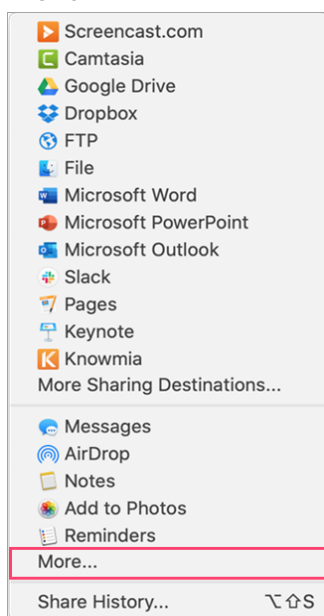 Screencast.com
Camtasia
Google Drive
Dropbox
FTP
File
Microsoft Word
Microsoft PowerPoint
Microsoft Outlook
Slack
Pages
Keynote
Knowmia
More Sharing Destinations...
Messages
AirDrop
Notes
Add to Photos
Reminders
More...
Share History... ⌥⇧S